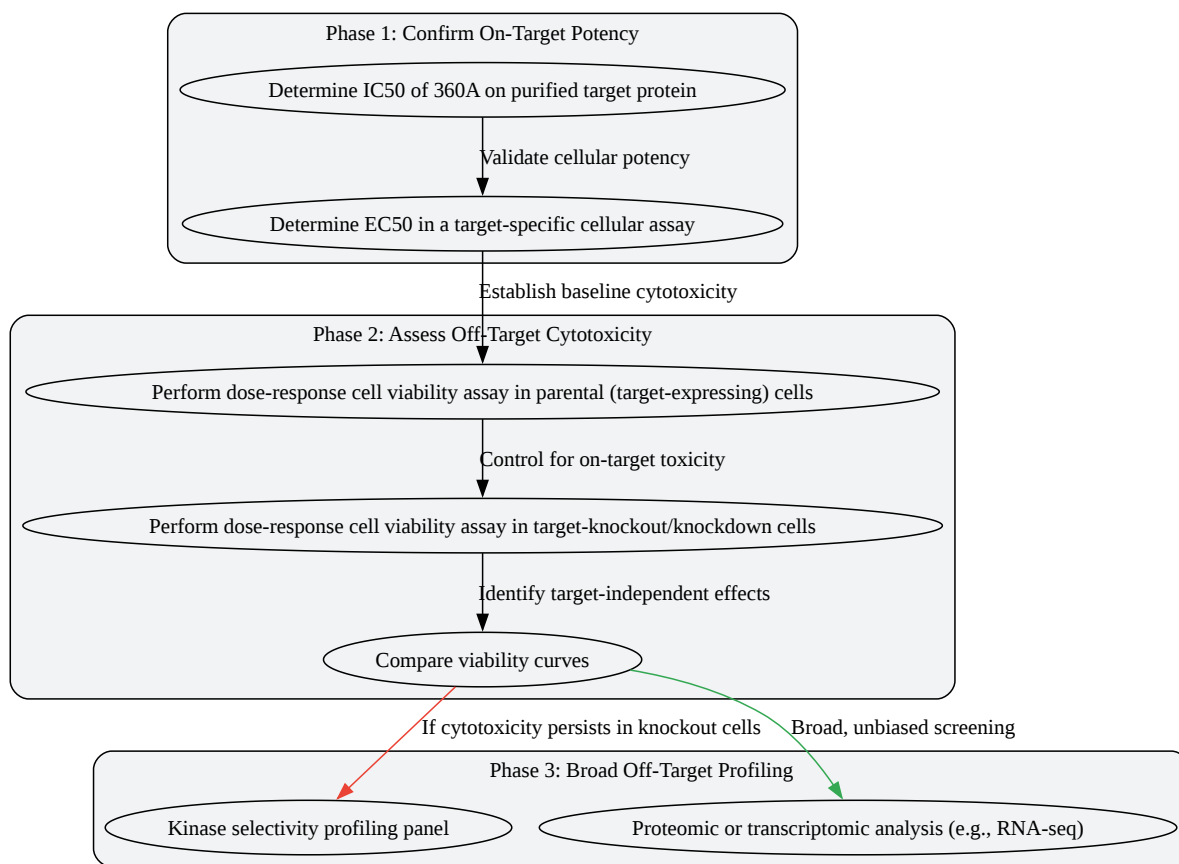 Phase 1: Confirm On-Target Potency
Determine IC50 of 360A on purified target protein
Validate cellular potency
Determine EC50 in a target-specific cellular assay
Establish baseline cytotoxicity
Phase 2: Assess Off-Target Cytotoxicity
Perform dose-response cell viability assay in parental (target-expressing) cells
Control for on-target toxicity
Perform dose-response cell viability assay in target-knockout/knockdown cells
Identify target-independent effects
Compare viability curves
If cytotoxicity persists in knockout cells
Broad, unbiased screening
Phase 3: Broad Off-Target Profiling
Kinase selectivity profiling panel
Proteomic or transcriptomic analysis (e.g., RNA-seq)